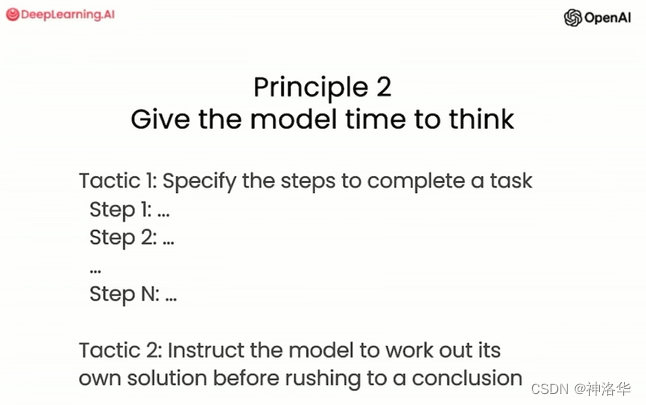 DeepLearning.AI
OpenAI
Principle 2
Give the model time to think
Tactic 1: Specify the steps to complete a task
Step 1: ...
Step 2: ...
...
Step N: ...
Tactic 2: Instruct the model to work out its
own solution before rushing to a conclusion
CSDN @神洛华